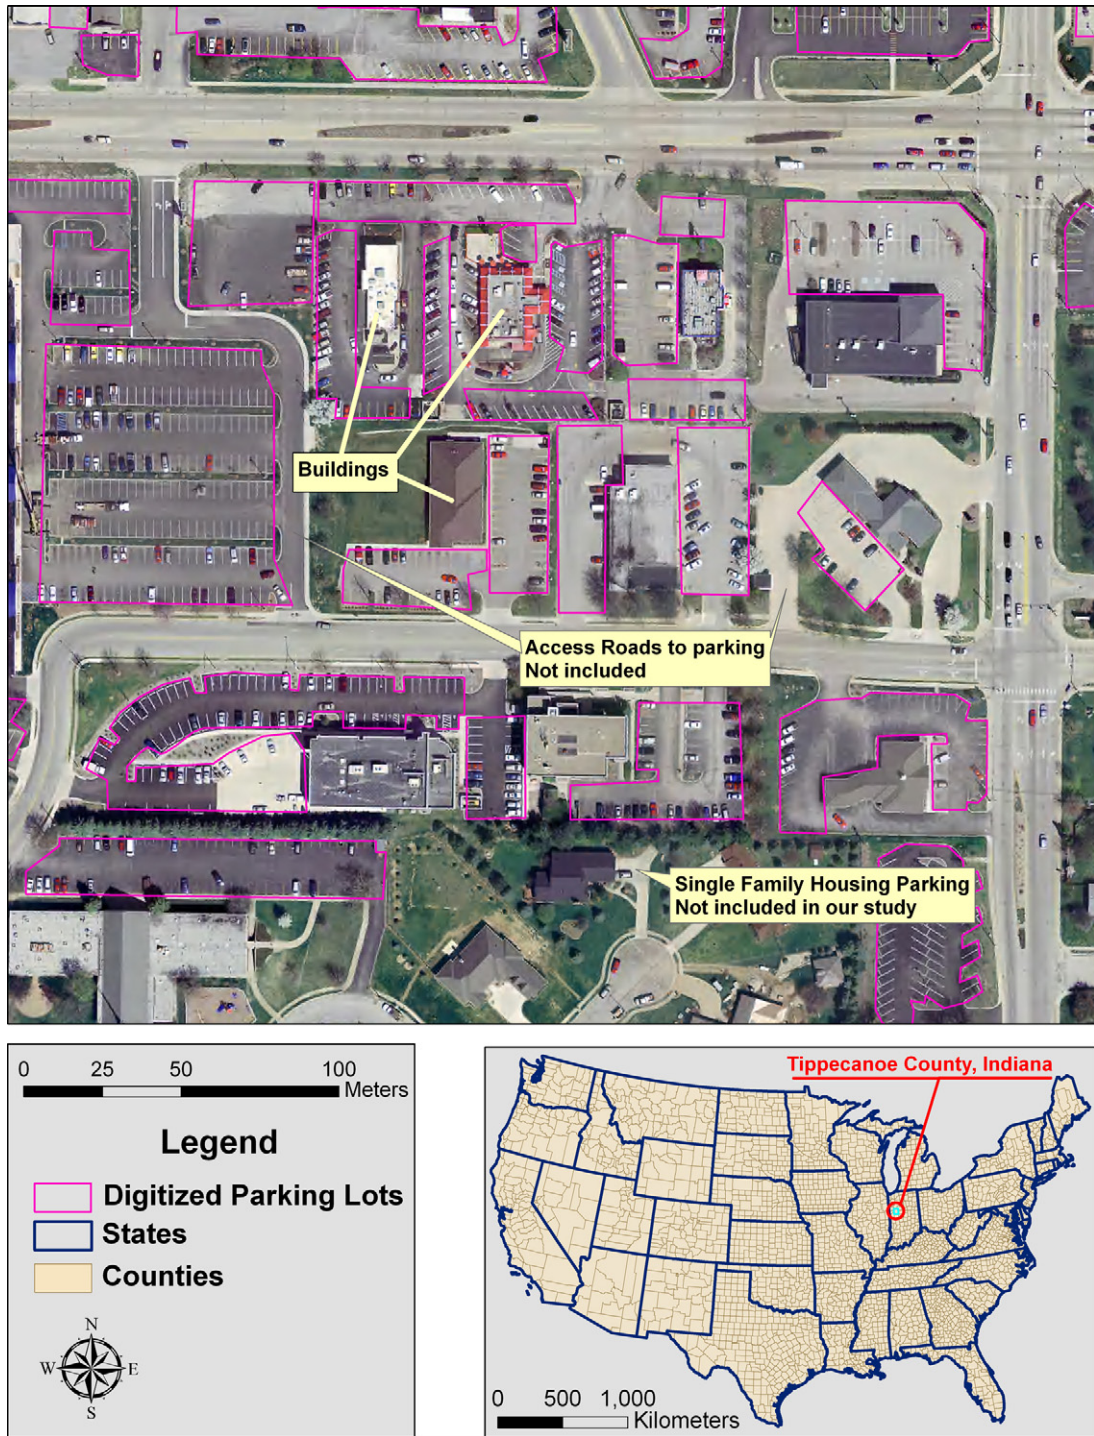 Buildings
Access Roads to parking
Not included
Single Family Housing Parking
Not included in our study
0 25 50 100
Meters
Legend
Digitized Parking Lots
States
Counties
N
W E
S
Tippecanoe County, Indiana
0 500 1,000
Kilometers